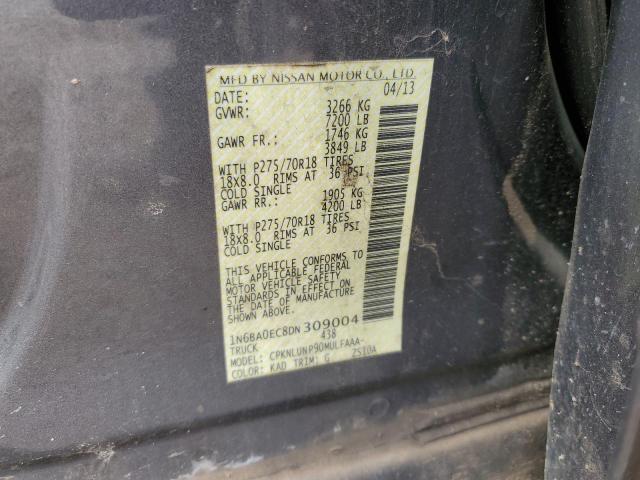 MFD BY NISSAN MOTOR CO., LTD.
DATE: 04/13
GVWR: 3266 KG
7200 LB
GAWR FR.: 1746 KG
3849 LB
WITH P275/70R18 TIRES
18X8.0 RIMS AT 36 PSI
COLD SINGLE
GAWR RR.: 1905 KG
4200 LB
WITH P275/70R18 TIRES
18X8.0 RIMS AT 36 PSI
COLD SINGLE
THIS VEHICLE CONFORMS TO
ALL APPLICABLE FEDERAL
MOTOR VEHICLE SAFETY
STANDARDS IN EFFECT ON
THE DATE OF MANUFACTURE
SHOWN ABOVE.
1N6BA0EC8DN309004
TRUCK 438
MODEL: CPKNLUNP90MULFAAA-
COLOR: KAD TRIM: G ZS10A